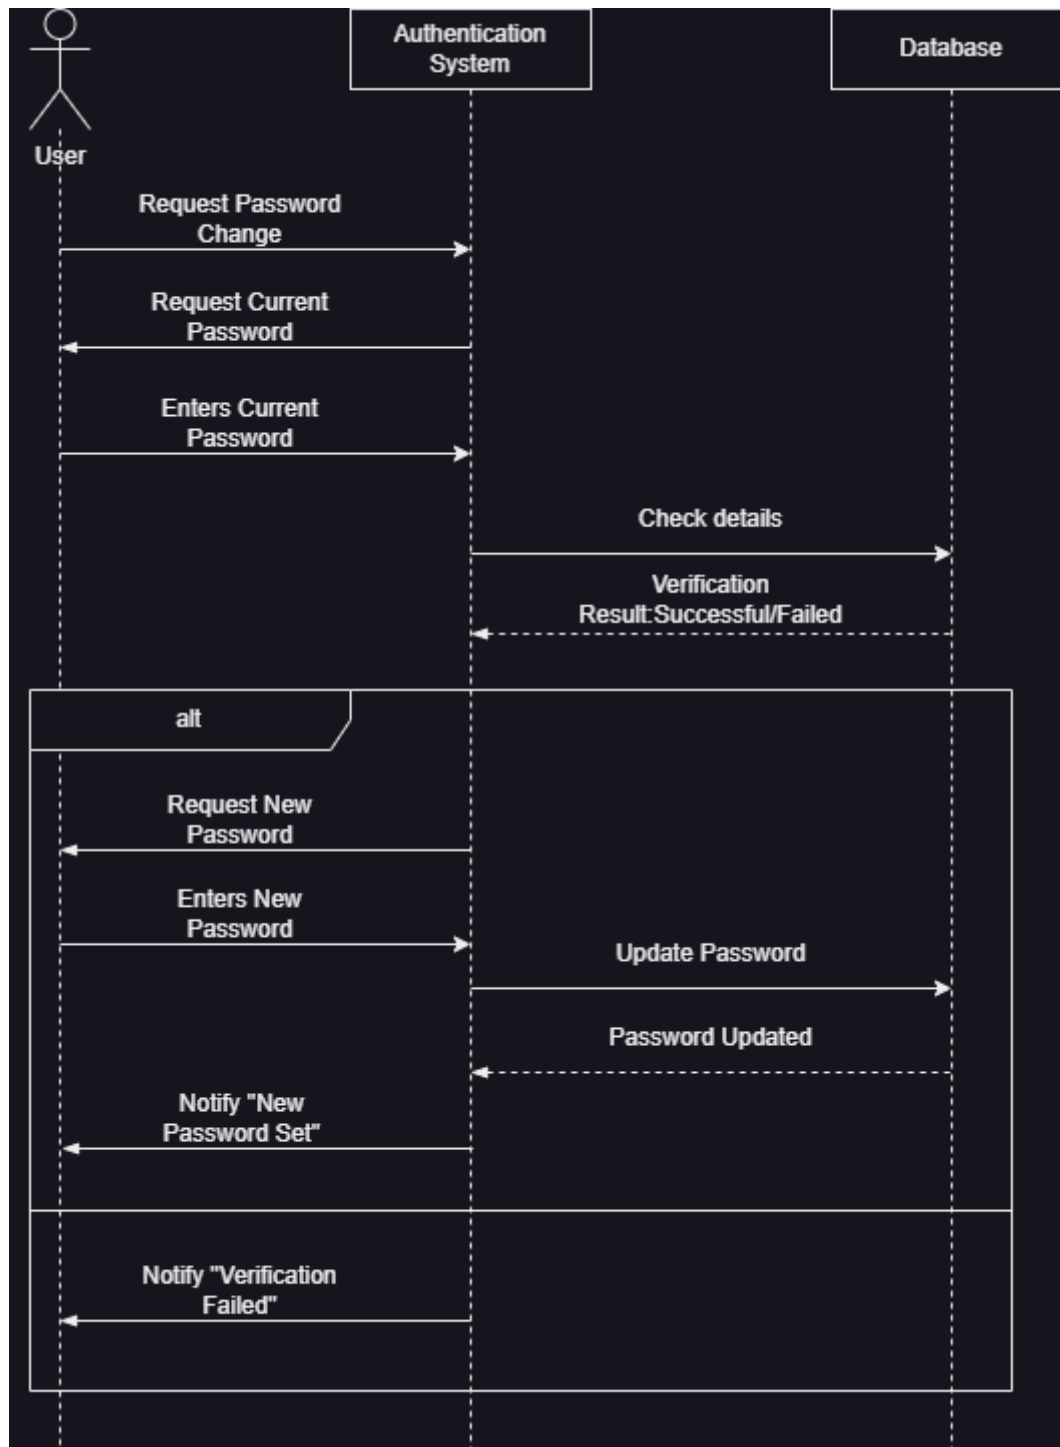 Authentication
System
Database
User
Request Password
Change
Request Current
Password
Enters Current
Password
Check details
Verification
Result:Successful/Failed
alt
Request New
Password
Enters New
Password
Update Password
Password Updated
Notify "New
Password Set"
Notify "Verification
Failed"